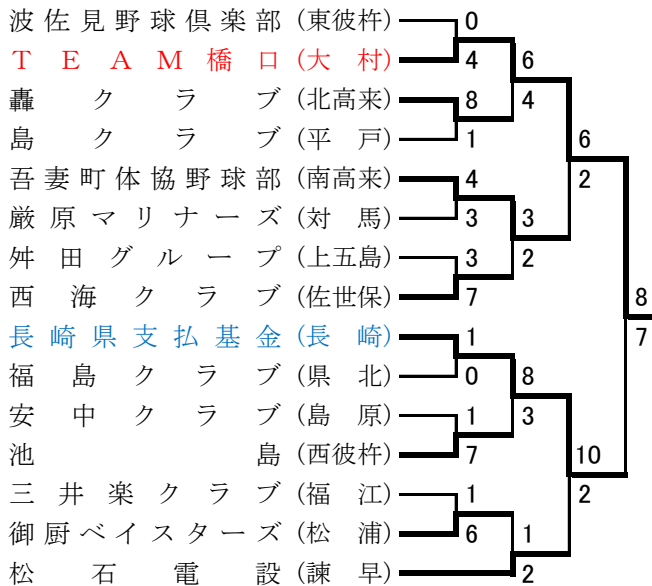 波佐見野球倶楽部 (東彼杵) 0
TEAM橋口 (大村) 4 6
轟クラブ (北高来) 8 4
島クラブ (平戸) 1 6
吾妻町体協野球部 (南高来) 4 2
厳原マリナーズ (対馬) 3 3
舛田グループ (上五島) 3 2
西海クラブ (佐世保) 7 8
長崎県支払基金 (長崎) 1 7
福島クラブ (県北) 0 8
安中クラブ (島原) 1 3
池島 (西彼杵) 7 10
三井楽クラブ (福江) 1 2
御厨ベイスターズ (松浦) 6 1
松石電設 (諫早) 2